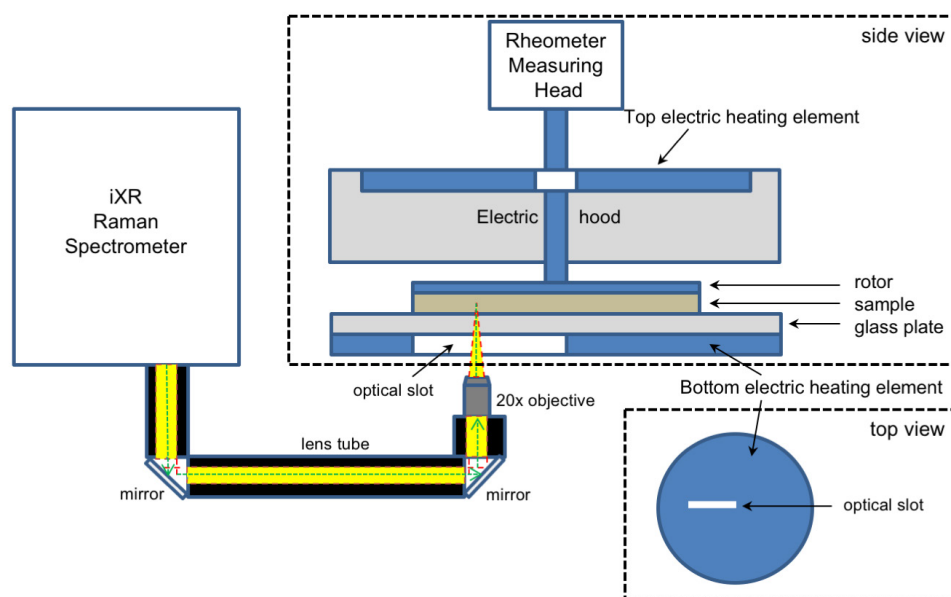 side view
Rheometer
Measuring
Head
Top electric heating element
iXR
Raman
Spectrometer
Electric hood
rotor
sample
glass plate
optical slot
20x objective
Bottom electric heating element
lens tube
top view
mirror
mirror
optical slot